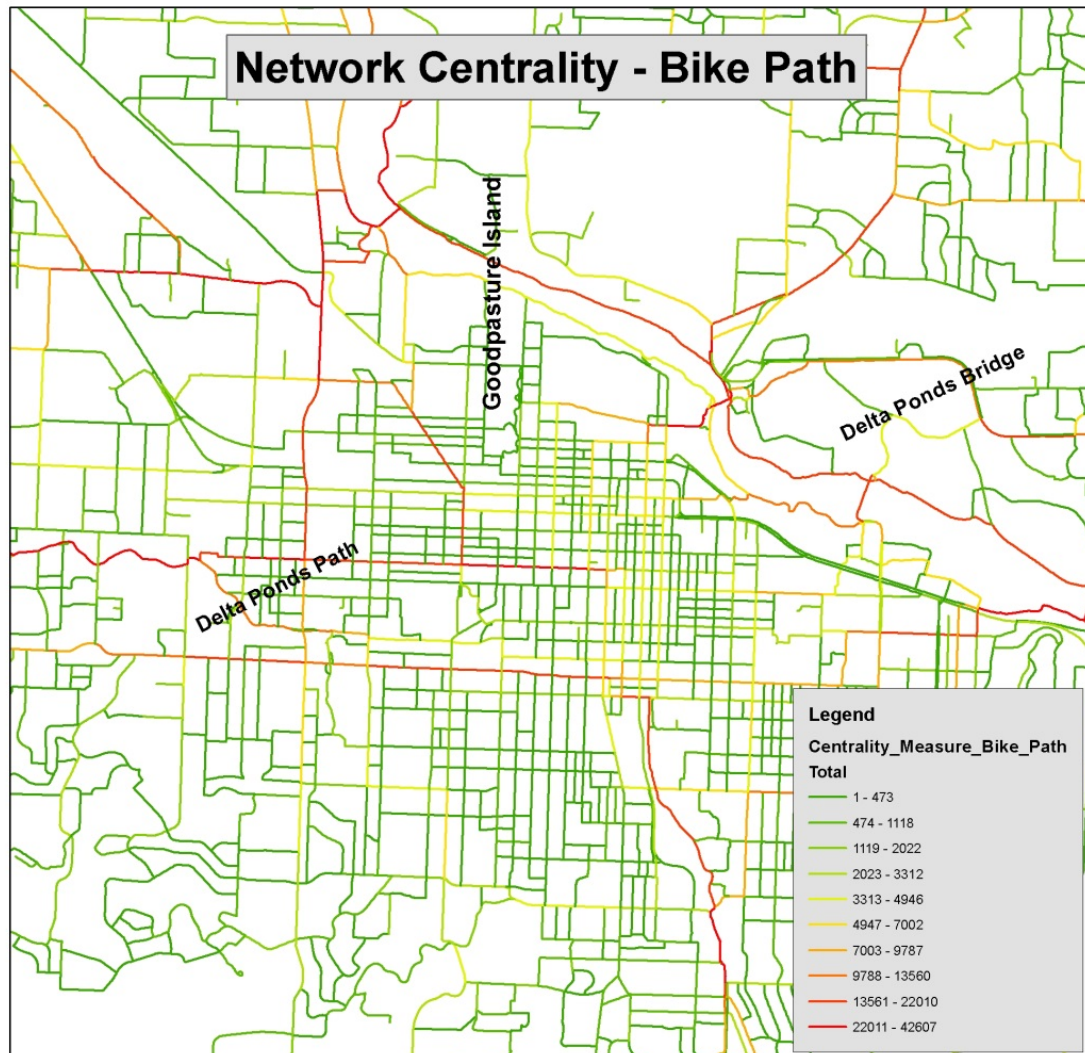 Network Centrality - Bike Path
Goodpasture Island
Delta Ponds Bridge
Delta Ponds Path
Legend
Centrality_Measure_Bike_Path
Total
1 - 473
474 - 1118
1119 - 2022
2023 - 3312
3313 - 4946
4947 - 7002
7003 - 9787
9788 - 13560
13561 - 22010
22011 - 42607